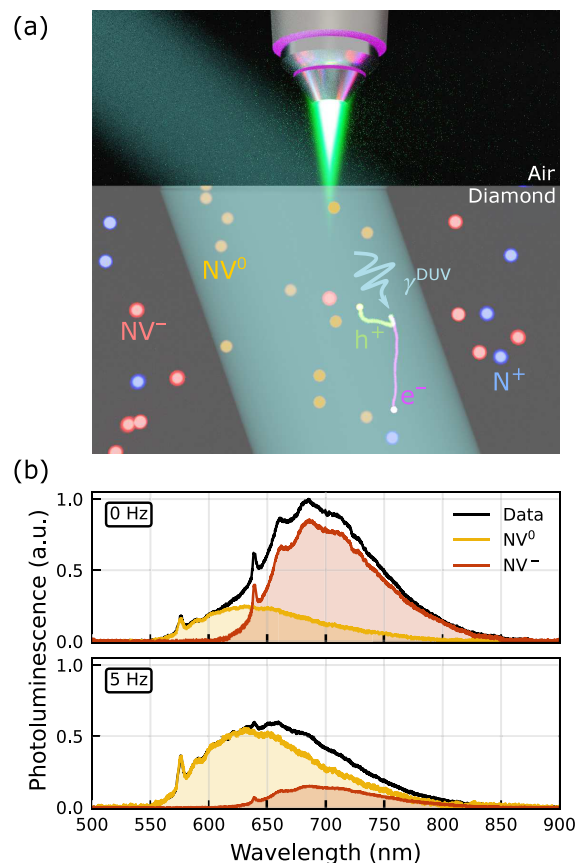 (a)
Air
Diamond
NV⁰
γᴰᵁⱽ
NV⁻
h⁺
N⁺
e⁻
(b)
Photoluminescence (a.u.)
1.0
0.5
0.0
0 Hz
Data
NV⁰
NV⁻
1.0
0.5
0.0
5 Hz
500 550 600 650 700 750 800 850 900
Wavelength (nm)